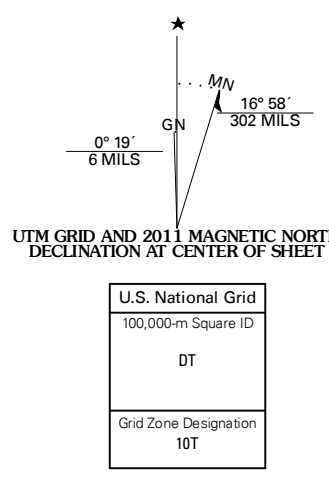 MN
16° 58´
302 MILS
GN
0° 19´
6 MILS
UTM GRID AND 2011 MAGNETIC NORT
DECLINATION AT CENTER OF SHEET
U.S. National Grid
100,000-m Square ID
DT
Grid Zone Designation
10T